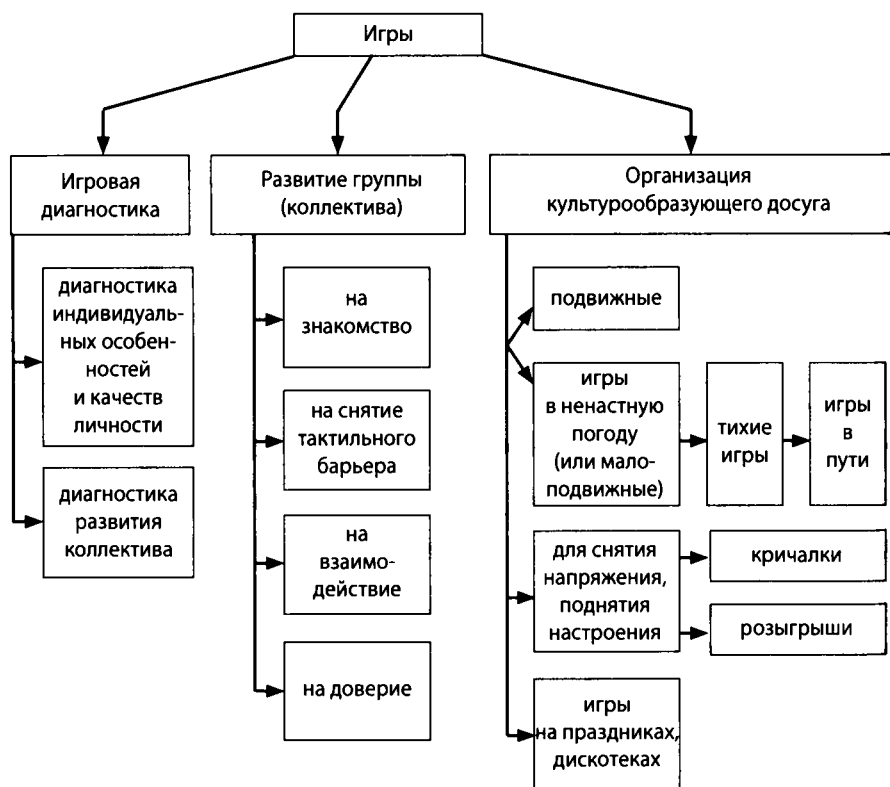 Игры
Игровая
диагностика
диагностика
индивидуаль-
ных особен-
ностей
и качеств
личности
диагностика
развития
коллектива
Развитие группы
(коллектива)
на
знакомство
на снятие
тактильного
барьера
на
взаимо-
действие
на доверие
Организация
культурообразующего досуга
подвижные
игры
в ненастную
погоду
(или мало-
подвижные)
тихие
игры
игры
в
пути
для снятия
напряжения,
поднятия
настроения
кричалки
розыгрыши
игры
на праздниках,
дискотеках